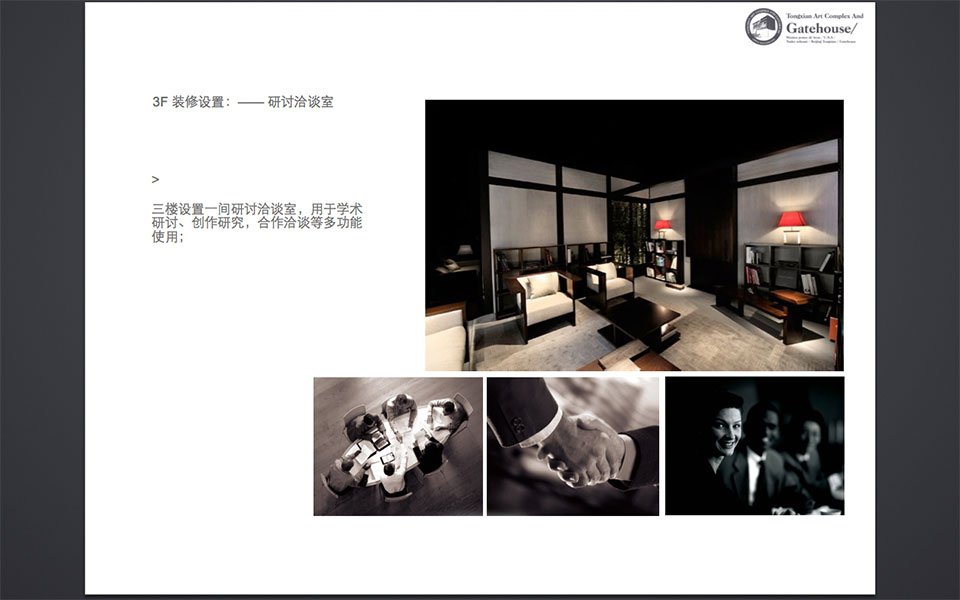 Tongxian Art Complex And
Gatehouse/
3F 装修设置：—— 研讨洽谈室
>
三楼设置一间研讨洽谈室，用于学术
研讨、创作研究，合作洽谈等多功能
使用；